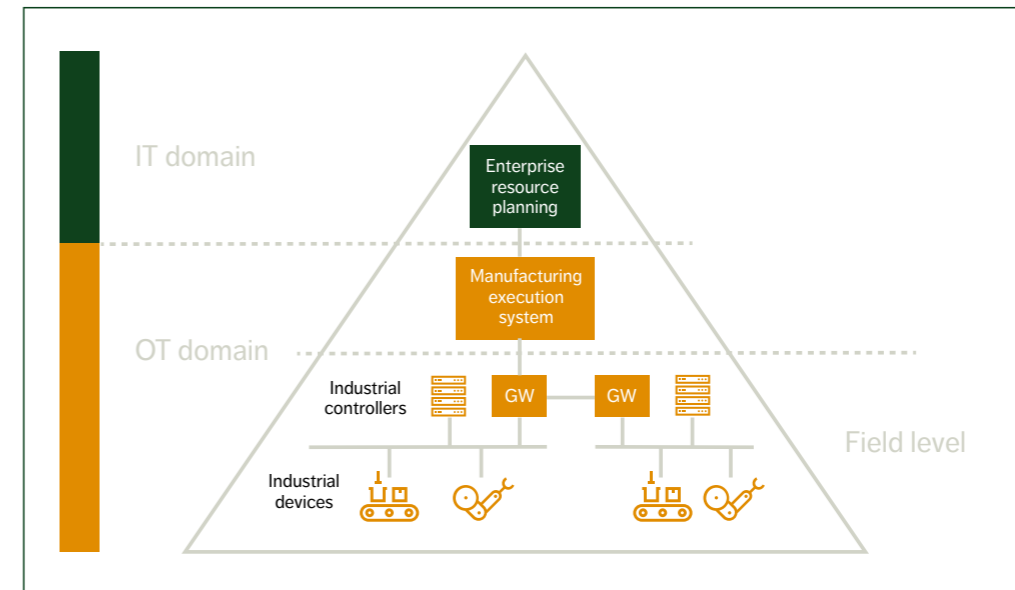 IT domain
Enterprise
resource
planning
Manufacturing
execution
system
OT domain
Industrial
controllers
GW
GW
Field level
Industrial
devices